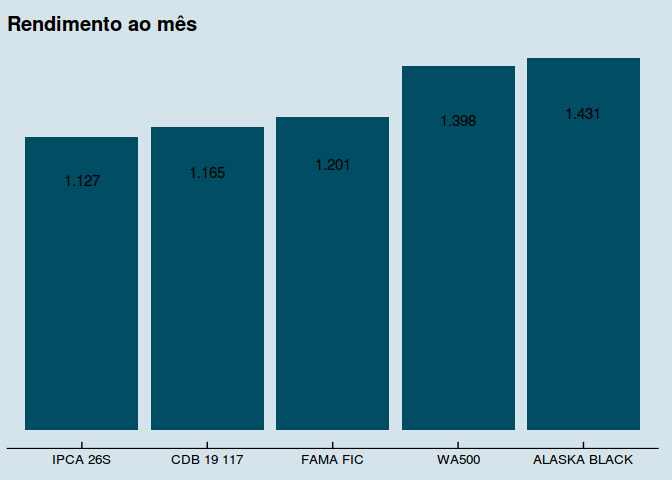 Rendimento ao mês
1.127
1.165
1.201
1.398
1.431
IPCA 26S
CDB 19 117
FAMA FIC
WA500
ALASKA BLACK